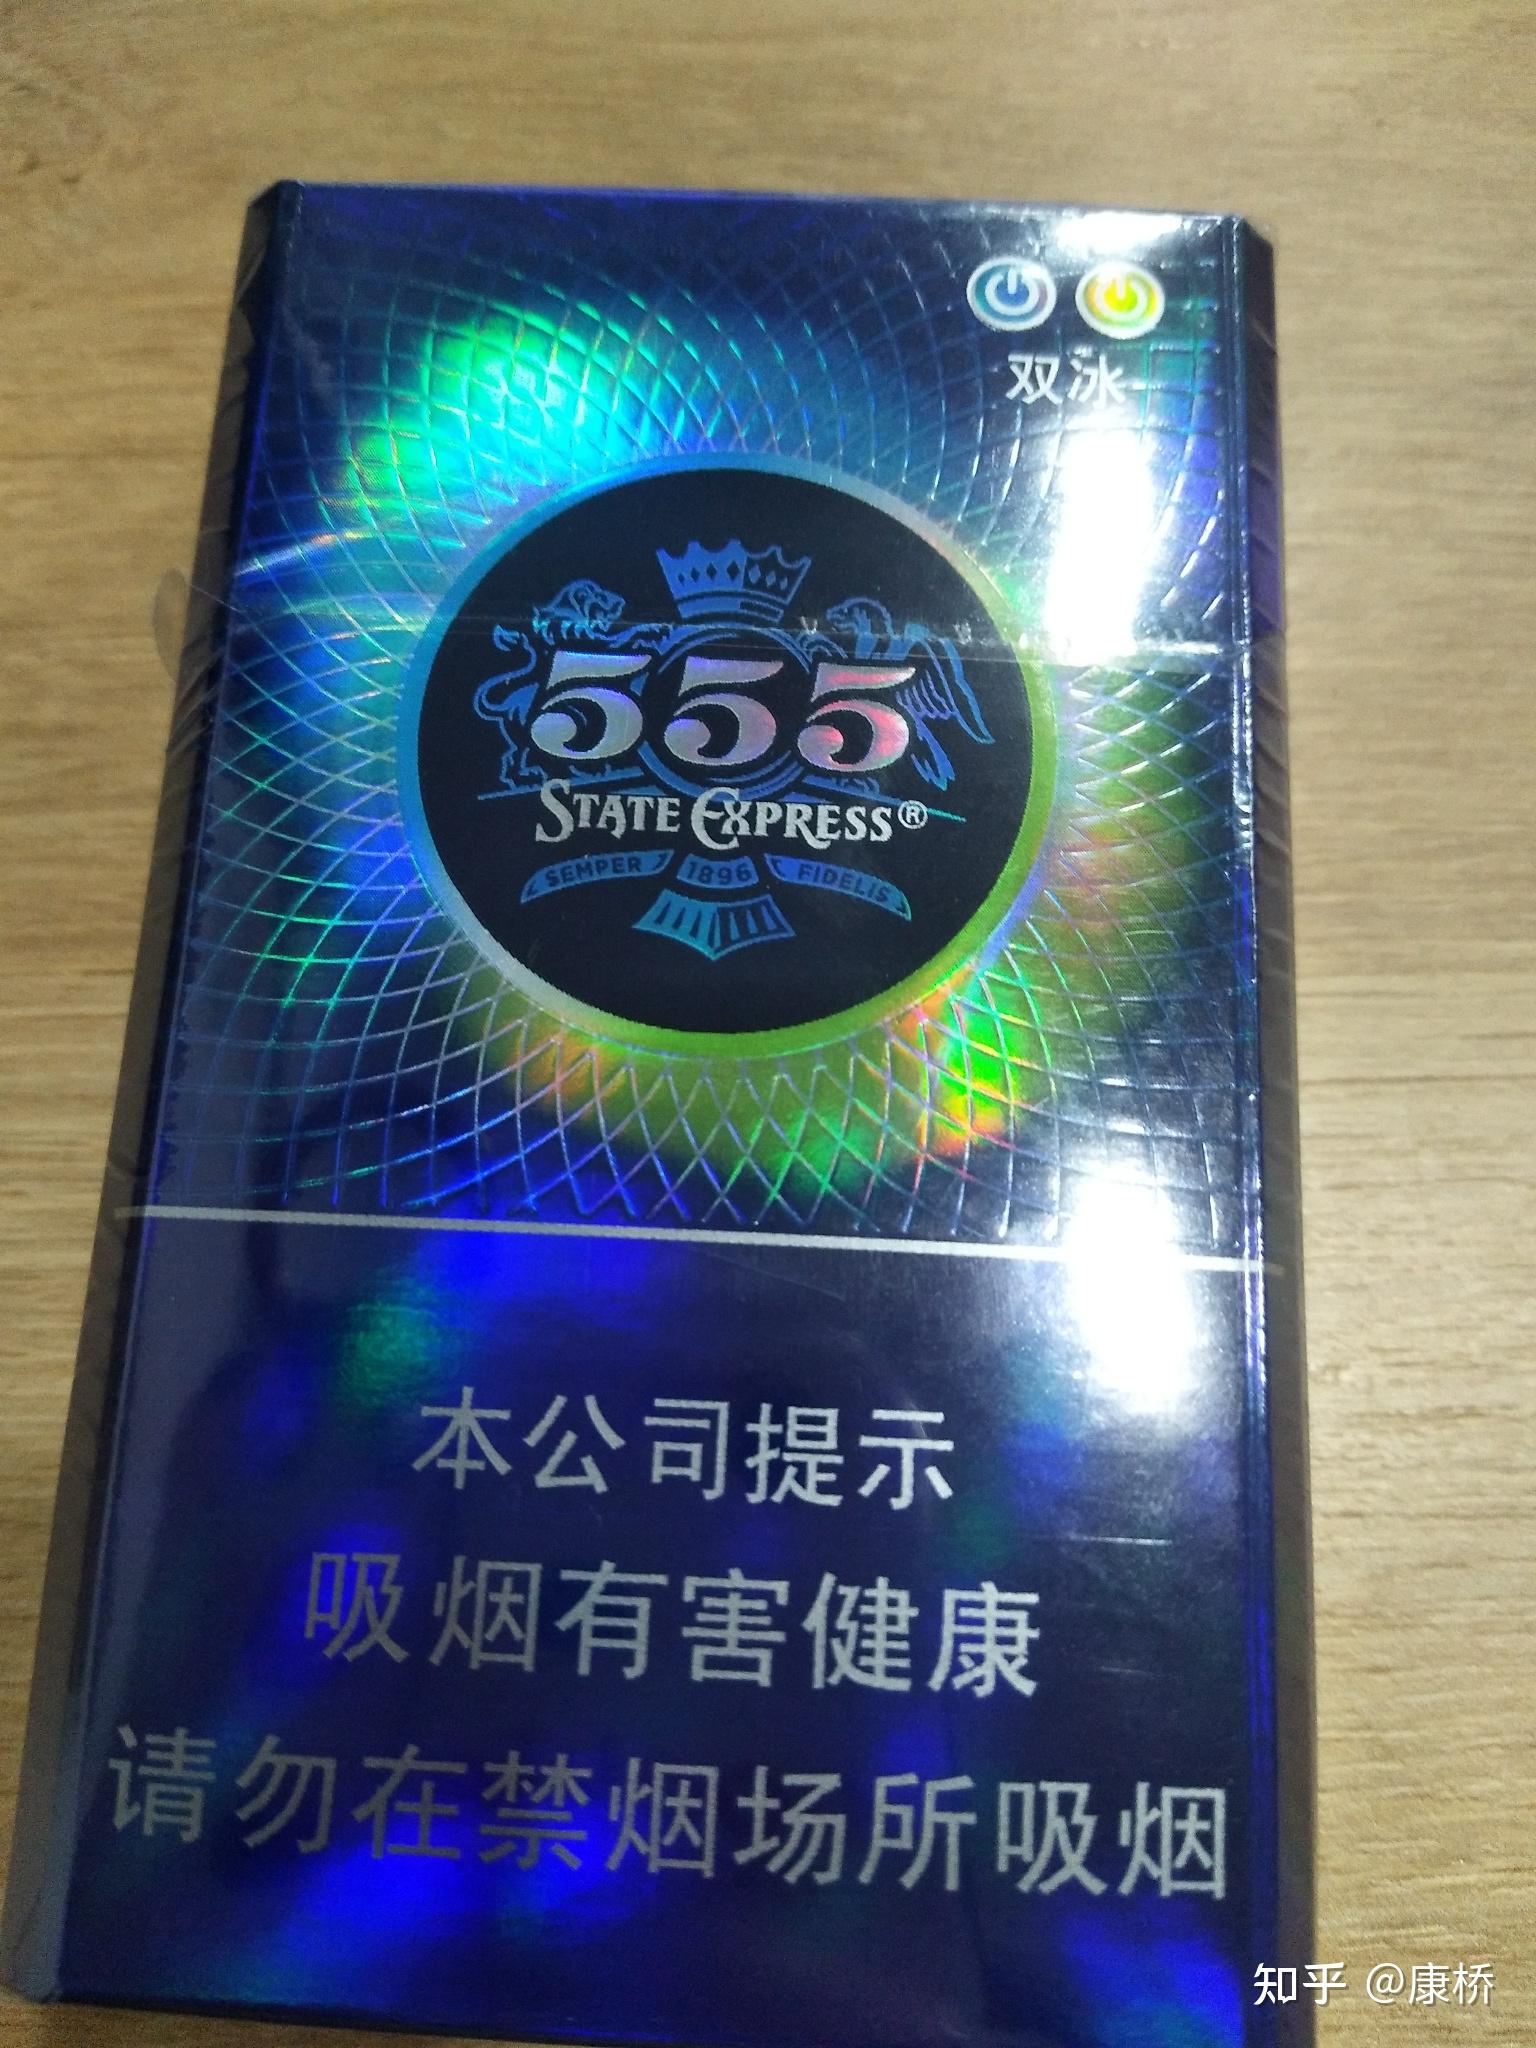 双冰
555
STATE EXPRESS®
SEMPER 1896 FIDELIS
本公司提示
吸烟有害健康
请勿在禁烟场所吸烟
知乎 @康桥